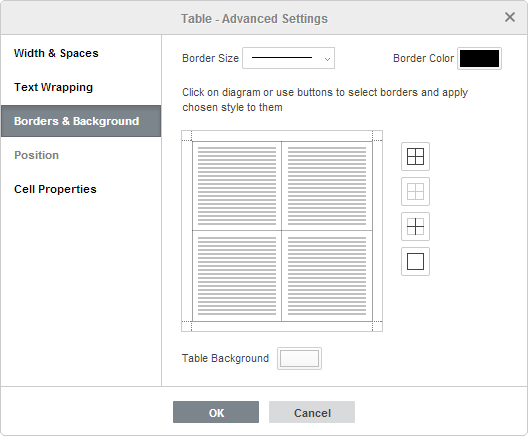 Table - Advanced Settings
Width & Spaces
Text Wrapping
Borders & Background
Position
Cell Properties
Border Size
Border Color
Click on diagram or use buttons to select borders and apply
chosen style to them
Table Background
OK
Cancel